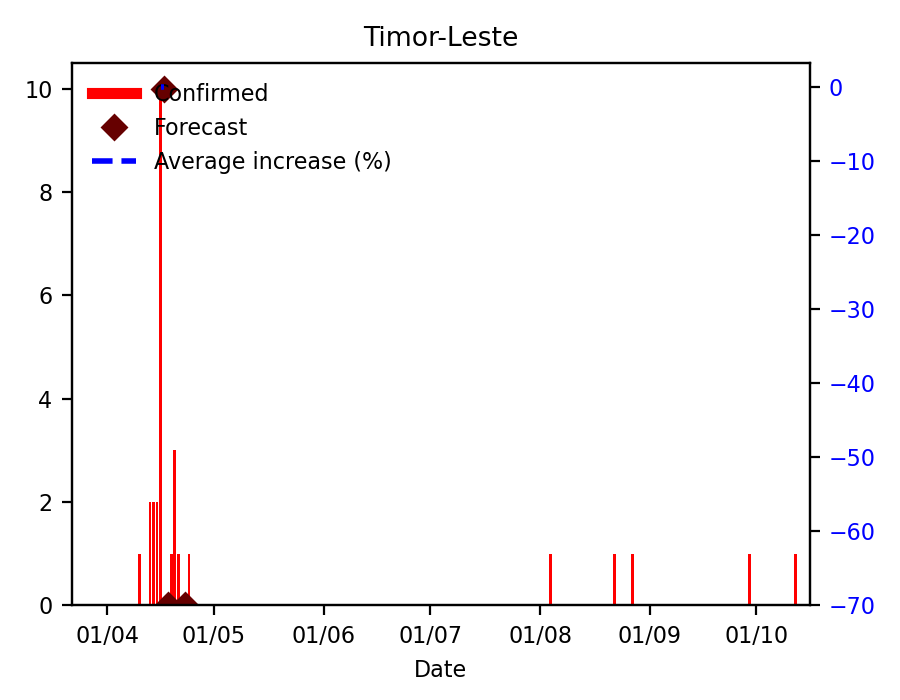 Timor-Leste
Confirmed
Forecast
Average increase (%)
10
8
6
4
2
0
0
−10
−20
−30
−40
−50
−60
−70
01/04 01/05 01/06 01/07 01/08 01/09 01/10
Date